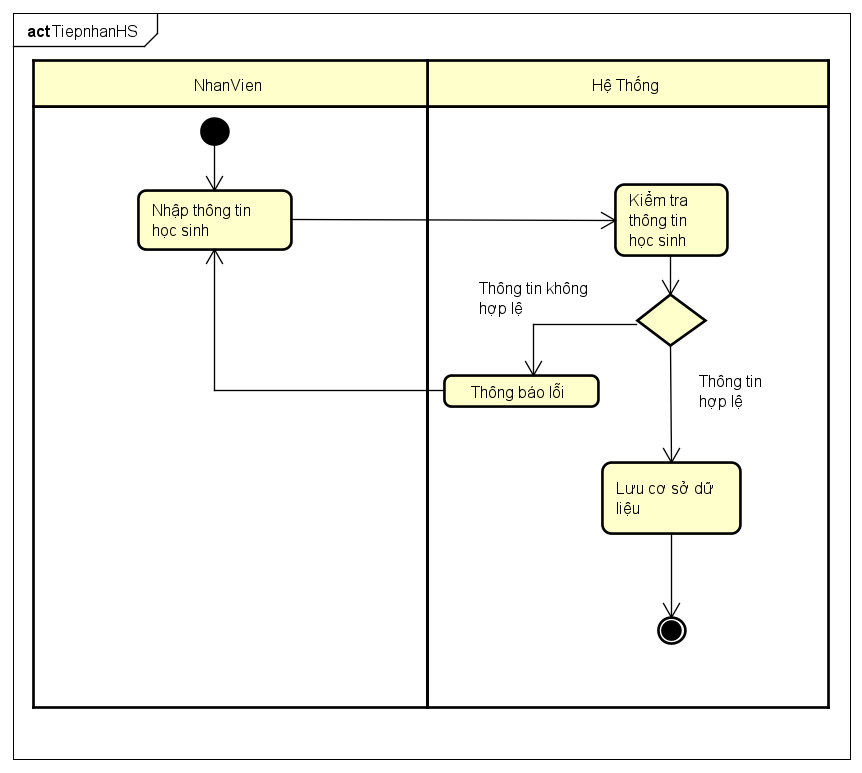 act TiepnhanHS
NhanVien
Hệ Thống
Nhập thông tin
học sinh
Kiểm tra
thông tin
học sinh
Thông tin không
hợp lệ
Thông báo lỗi
Thông tin
hợp lệ
Lưu cơ sở dữ
liệu